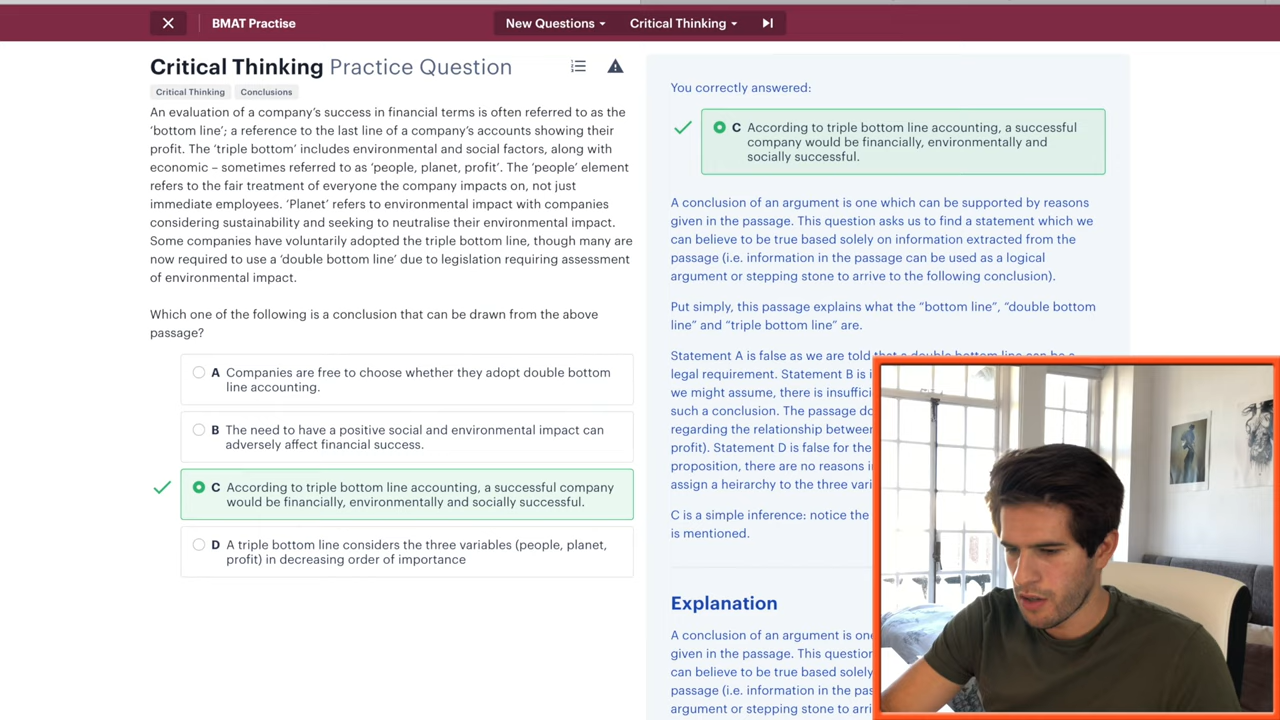 BMAT Practise
New Questions
Critical Thinking
Critical Thinking Practice Question
Critical Thinking
Conclusions
An evaluation of a company's success in financial terms is often referred to as the
'bottom line'; a reference to the last line of a company's accounts showing their
profit. The 'triple bottom' includes environmental and social factors, along with
economic – sometimes referred to as 'people, planet, profit'. The 'people' element
refers to the fair treatment of everyone the company impacts on, not just
immediate employees. 'Planet' refers to environmental impact with companies
considering sustainability and seeking to neutralise their environmental impact.
Some companies have voluntarily adopted the triple bottom line, though many are
now required to use a 'double bottom line' due to legislation requiring assessment
of environmental impact.
Which one of the following is a conclusion that can be drawn from the above
passage?
A Companies are free to choose whether they adopt double bottom
line accounting.
B The need to have a positive social and environmental impact can
adversely affect financial success.
C According to triple bottom line accounting, a successful company
would be financially, environmentally and socially successful.
D A triple bottom line considers the three variables (people, planet,
profit) in decreasing order of importance
You correctly answered:
C According to triple bottom line accounting, a successful
company would be financially, environmentally and
socially successful.
A conclusion of an argument is one which can be supported by reasons
given in the passage. This question asks us to find a statement which we
can believe to be true based solely on information extracted from the
passage (i.e. information in the passage can be used as a logical
argument or stepping stone to arrive to the following conclusion).
Put simply, this passage explains what the "bottom line", "double bottom
line" and "triple bottom line" are.
Statement A is false as we are told that a double bottom line can be a
legal requirement. Statement B is
we might assume, there is
such a conclusion. The passage
regarding the relationship between
profit). Statement D is false for the
proposition, there are no reasons
assign a heirarchy to the three
C is a simple inference: notice the
is mentioned.
Explanation
A conclusion of an argument is
given in the passage. This question
can believe to be true based solely
passage (i.e. information in the
argument or stepping stone to